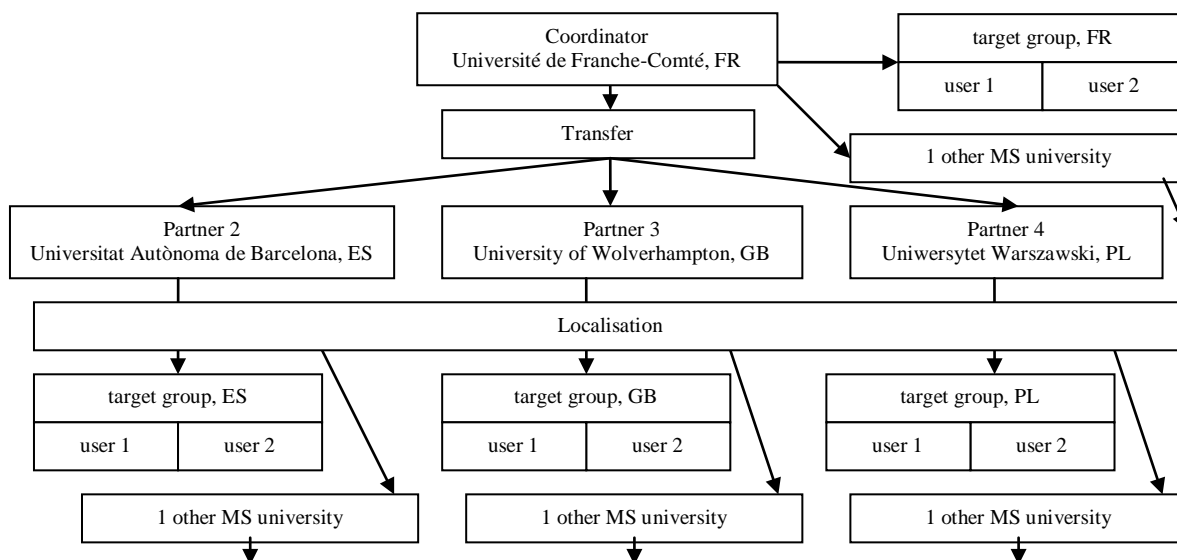 Coordinator
Université de Franche-Comté, FR
target group, FR
user 1
user 2
Transfer
1 other MS university
Partner 2
Universitat Autònoma de Barcelona, ES
Partner 3
University of Wolverhampton, GB
Partner 4
Uniwersytet Warszawski, PL
Localisation
target group, ES
user 1
user 2
target group, GB
user 1
user 2
target group, PL
user 1
user 2
1 other MS university
1 other MS university
1 other MS university